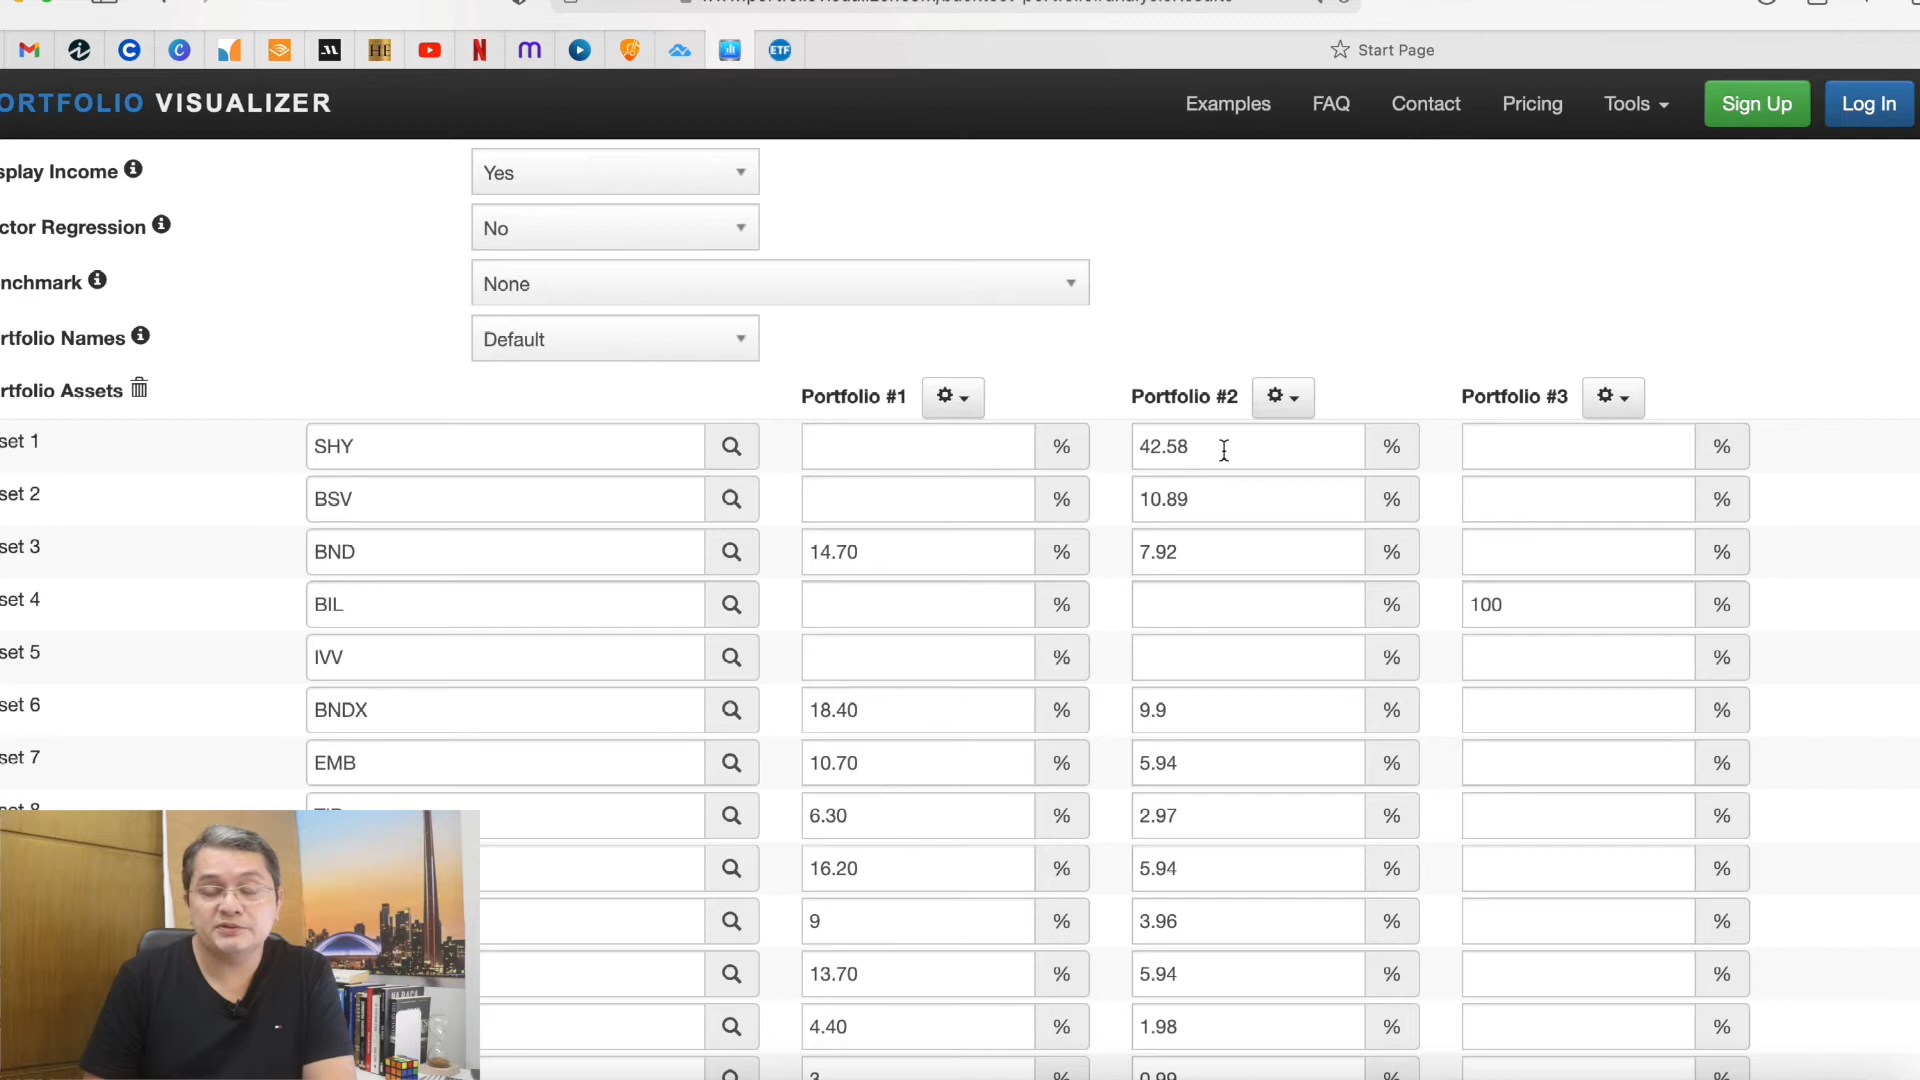 Start Page
ORTFOLIO VISUALIZER Examples FAQ Contact Pricing Tools Sign Up Log In
splay Income Yes
ctor Regression No
nchmark None
rtfolio Names Default
rtfolio Assets Portfolio #1 Portfolio #2 Portfolio #3
set 1 SHY % 42.58 % %
set 2 BSV % 10.89 % %
set 3 BND 14.70 % 7.92 % %
set 4 BIL % % 100 %
set 5 IVV % % %
set 6 BNDX 18.40 % 9.9 % %
set 7 EMB 10.70 % 5.94 % %
6.30 % 2.97 % %
16.20 % 5.94 % %
9 % 3.96 % %
13.70 % 5.94 % %
4.40 % 1.98 % %
3 % 0.99 % %